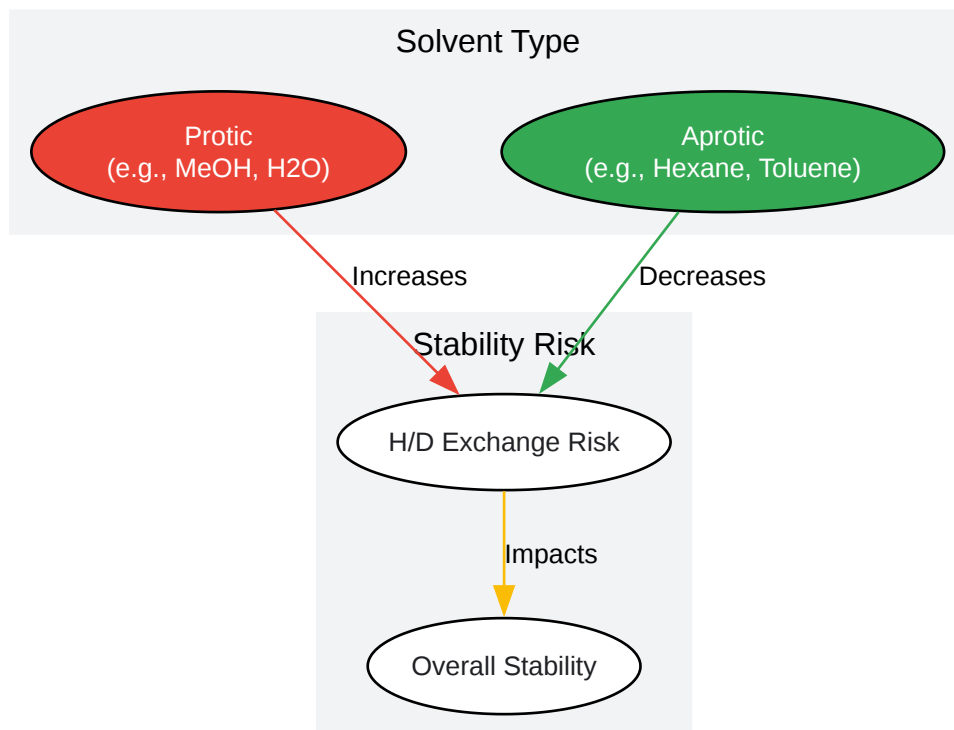 Solvent Type
Protic
(e.g., MeOH, H2O)
Aprotic
(e.g., Hexane, Toluene)
Increases
Decreases
Stability Risk
H/D Exchange Risk
Impacts
Overall Stability